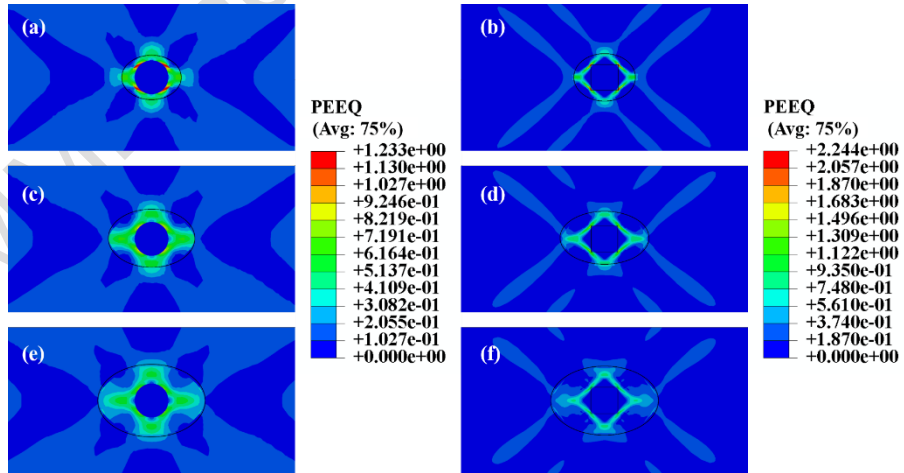 (a)
(b)
PEEQ
(Avg: 75%)
+1.233e+00
+1.130e+00
+1.027e+00
+9.246e-01
+8.219e-01
+7.191e-01
+6.164e-01
+5.137e-01
+4.109e-01
+3.082e-01
+2.055e-01
+1.027e-01
+0.000e+00
PEEQ
(Avg: 75%)
+2.244e+00
+2.057e+00
+1.870e+00
+1.683e+00
+1.496e+00
+1.309e+00
+1.122e+00
+9.350e-01
+7.480e-01
+5.610e-01
+3.740e-01
+1.870e-01
+0.000e+00
(c)
(d)
(e)
(f)